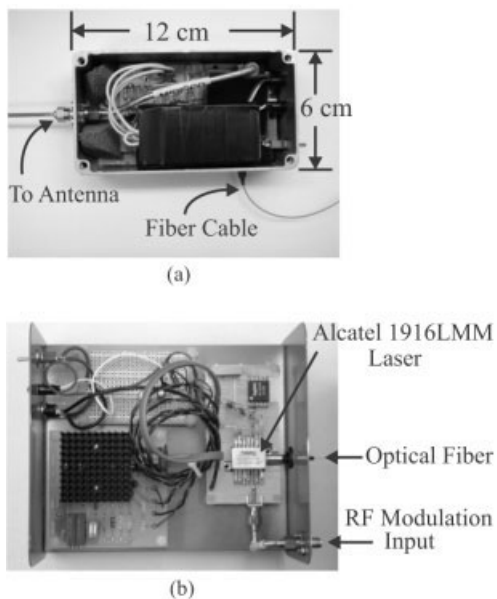 12 cm
6 cm
To Antenna
Fiber Cable
(a)
Alcatel 1916LMM
Laser
Optical Fiber
RF Modulation
Input
(b)